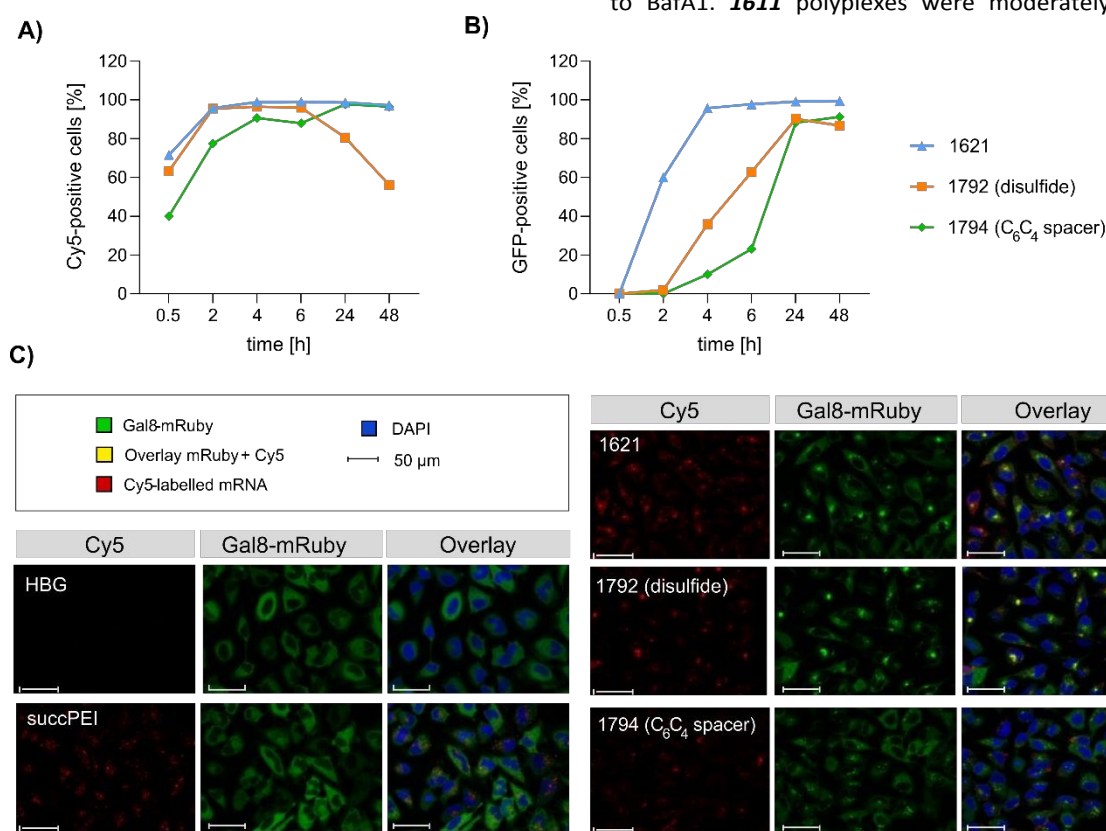 to BafA1. 1611 polyplexes were moderately
A)
120
100
80
60
40
20
0
Cy5-positive cells [%]
0.5 2 4 6 24 48
time [h]
B)
120
100
80
60
40
20
0
GFP-positive cells [%]
0.5 2 4 6 24 48
time [h]
1621
1792 (disulfide)
1794 (C₆C₄ spacer)
C)
Gal8-mRuby
Overlay mRuby + Cy5
Cy5-labelled mRNA
DAPI
50 µm
Cy5 Gal8-mRuby Overlay
HBG
succPEI
Cy5 Gal8-mRuby Overlay
1621
1792 (disulfide)
1794 (C₆C₄ spacer)